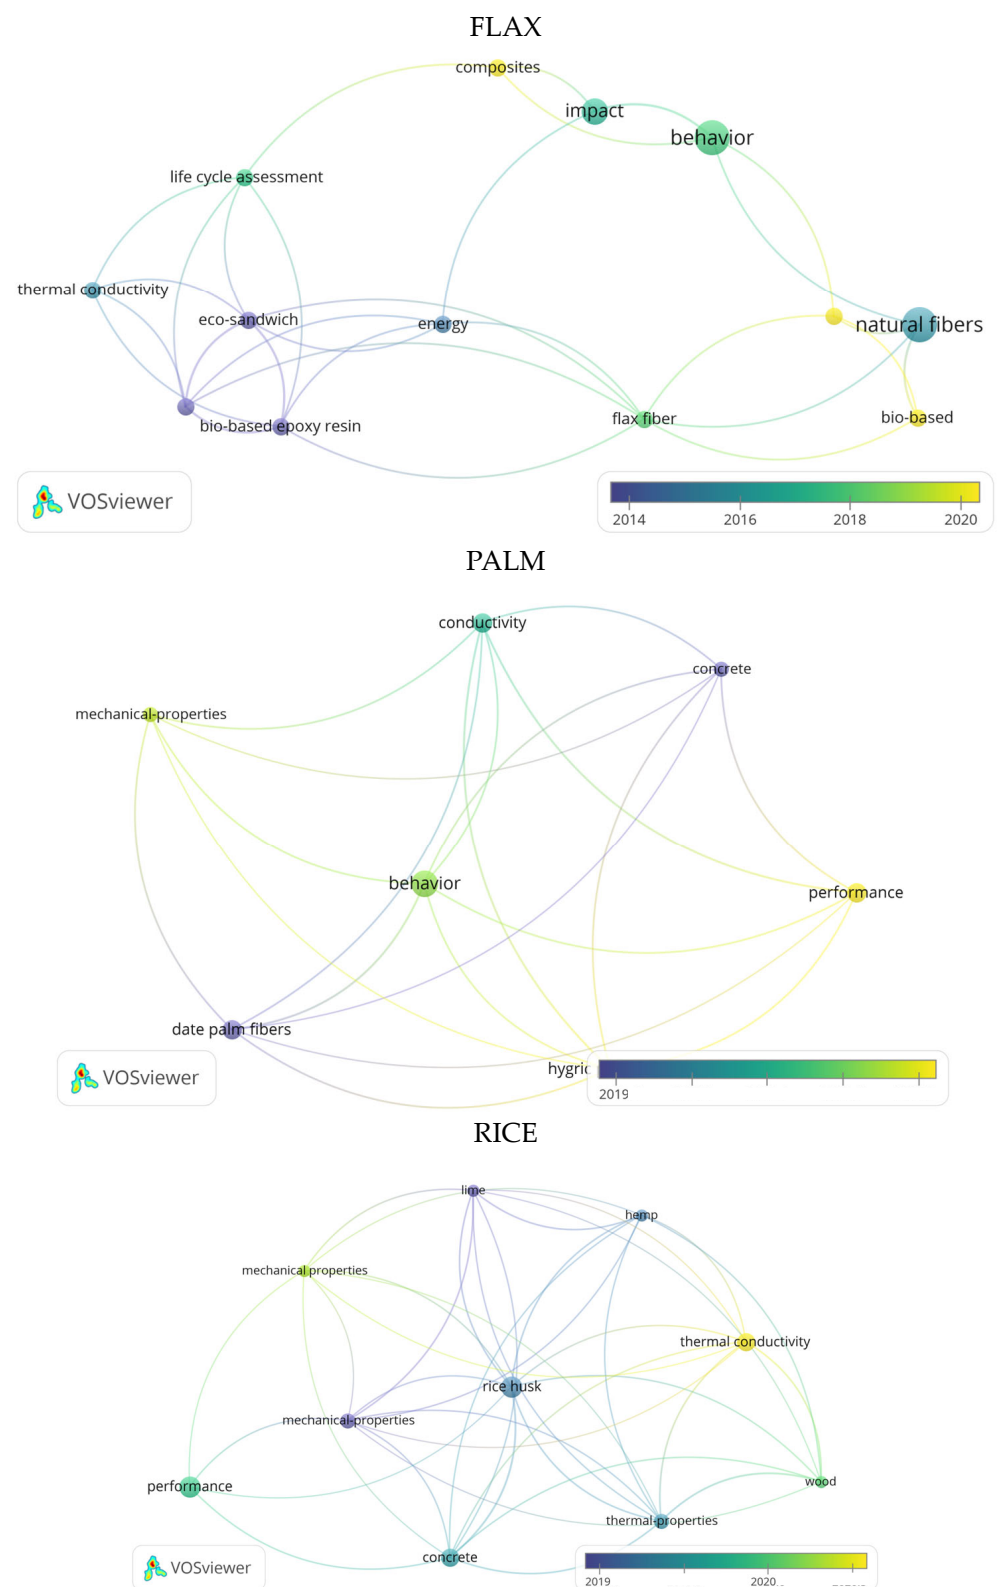 FLAX
composites
impact
behavior
life cycle assessment
thermal conductivity
eco-sandwich
energy
natural fibers
bio-based epoxy resin
flax fiber
bio-based
VOSviewer
2014 2016 2018 2020
PALM
conductivity
concrete
mechanical-properties
behavior
performance
date palm fibers
hygric
VOSviewer
2019
RICE
lime
hemp
mechanical properties
thermal conductivity
rice husk
mechanical-properties
performance
wood
thermal-properties
concrete
VOSviewer
2019 2020